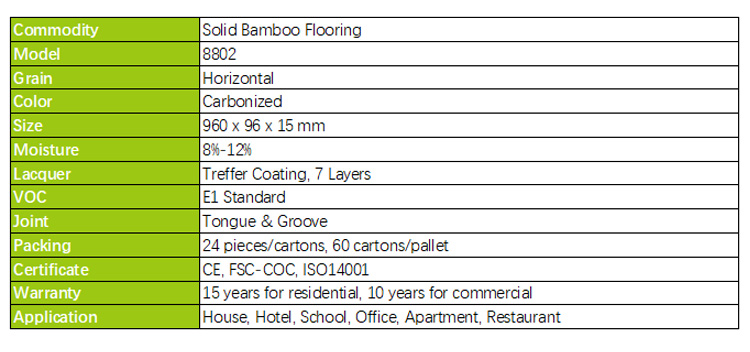 Commodity Solid Bamboo Flooring
Model 8802
Grain Horizontal
Color Carbonized
Size 960 x 96 x 15 mm
Moisture 8%-12%
Lacquer Treffer Coating, 7 Layers
VOC E1 Standard
Joint Tongue & Groove
Packing 24 pieces/cartons, 60 cartons/pallet
Certificate CE, FSC-COC, ISO14001
Warranty 15 years for residential, 10 years for commercial
Application House, Hotel, School, Office, Apartment, Restaurant